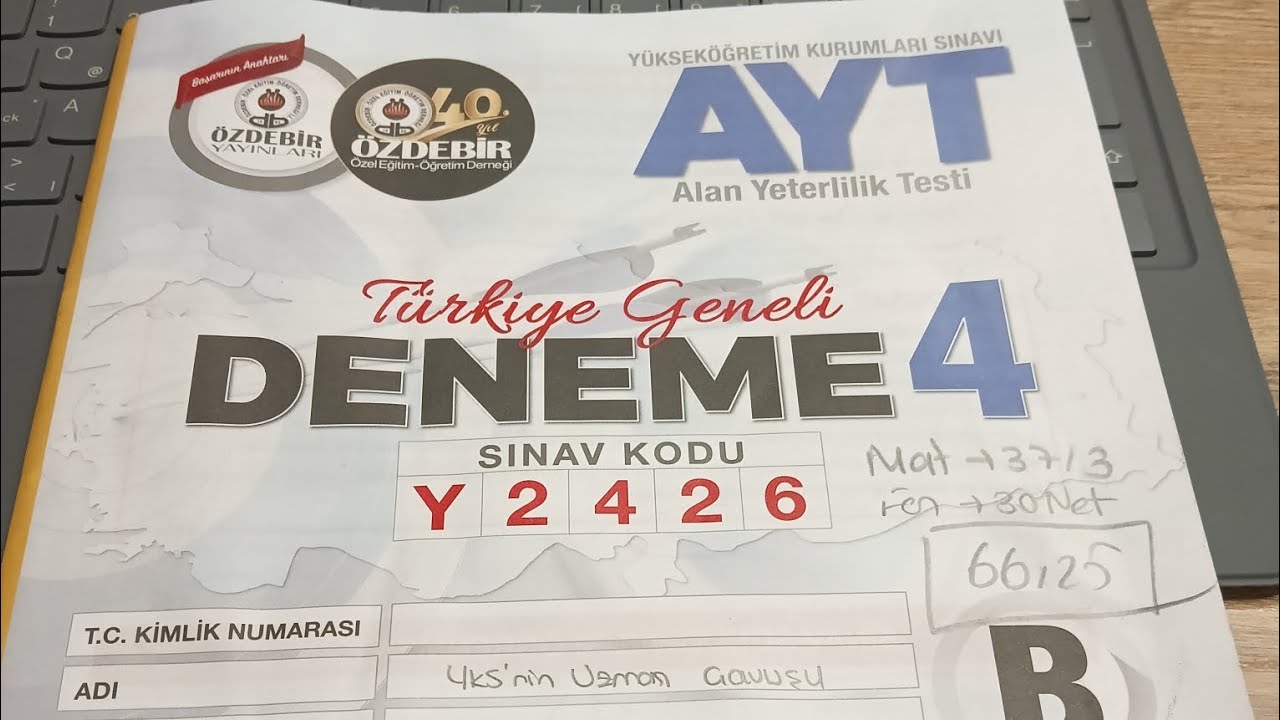 Başarının Anahtarı
ÖZDEBİR
YAYINLARI
40.
Yıl
ÖZDEBİR
Özel Eğitim-Öğretim Derneği
YÜKSEKÖĞRETİM KURUMLARI SINAVI
AYT
Alan Yeterlilik Testi
Türkiye Geneli
DENEME 4
SINAV KODU
Y 2 4 2 6
Mat → 37/3
Fen → 30 Net
66,25
T.C. KİMLİK NUMARASI
ADI
YKS'nin Uzman Çavuşu
B